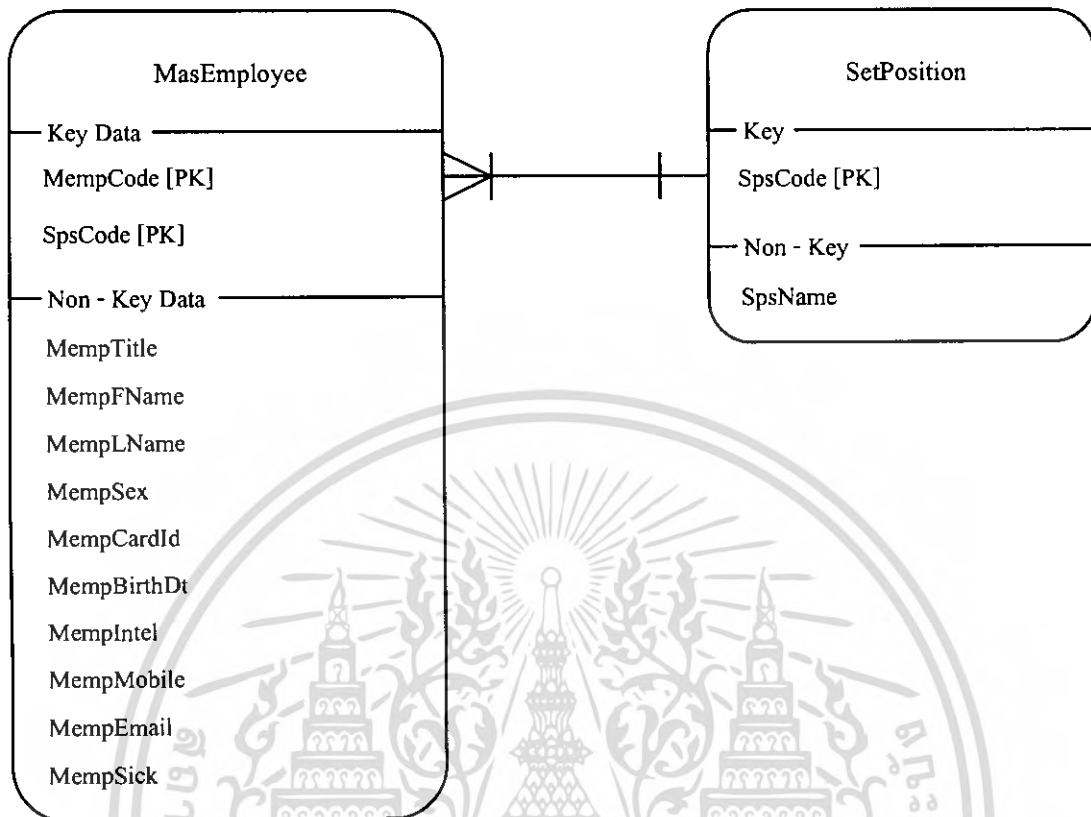 MasEmployee
Key Data
MempCode [PK]
SpsCode [PK]
Non - Key Data
MempTitle
MempFName
MempLName
MempSex
MempCardId
MempBirthDt
MempIntel
MempMobile
MempEmail
MempSick
SetPosition
Key
SpsCode [PK]
Non - Key
SpsName